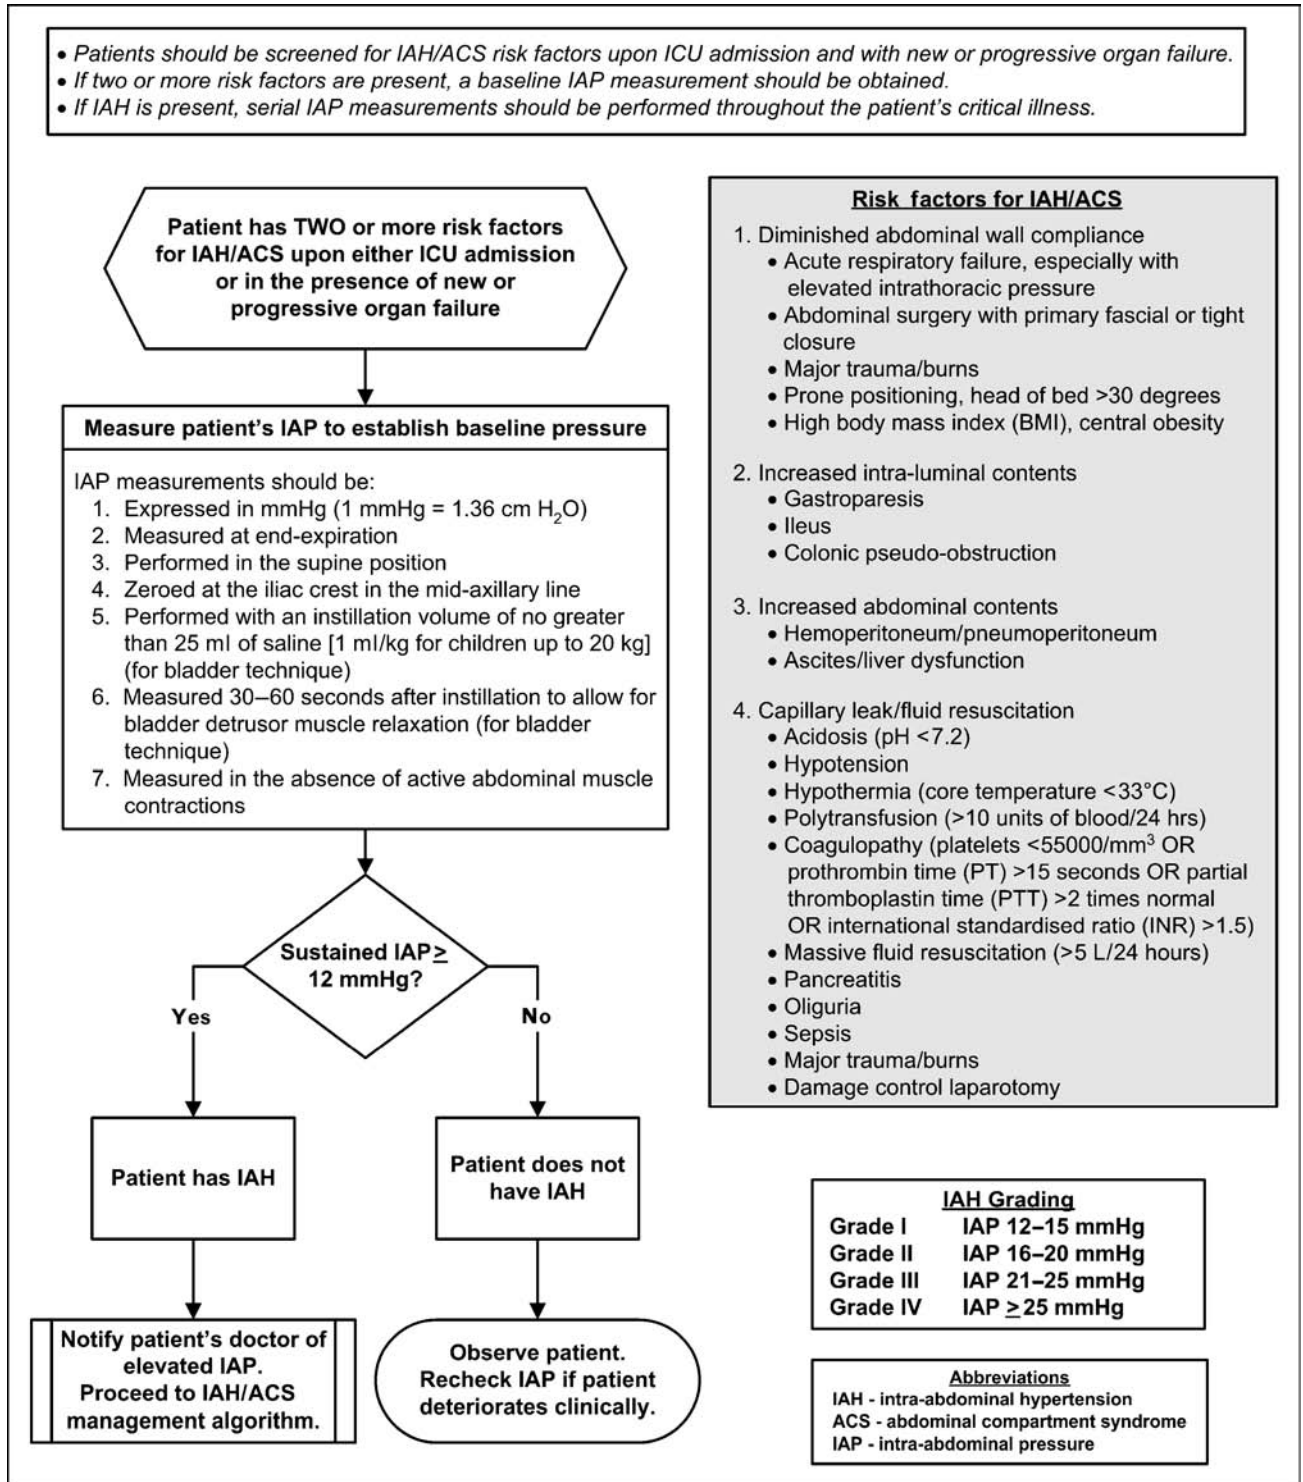 • Patients should be screened for IAH/ACS risk factors upon ICU admission and with new or progressive organ failure.
• If two or more risk factors are present, a baseline IAP measurement should be obtained.
• If IAH is present, serial IAP measurements should be performed throughout the patient's critical illness.
Patient has TWO or more risk factors
for IAH/ACS upon either ICU admission
or in the presence of new or
progressive organ failure
Measure patient's IAP to establish baseline pressure
IAP measurements should be:
1. Expressed in mmHg (1 mmHg = 1.36 cm H₂O)
2. Measured at end-expiration
3. Performed in the supine position
4. Zeroed at the iliac crest in the mid-axillary line
5. Performed with an instillation volume of no greater
than 25 ml of saline [1 ml/kg for children up to 20 kg]
(for bladder technique)
6. Measured 30–60 seconds after instillation to allow for
bladder detrusor muscle relaxation (for bladder
technique)
7. Measured in the absence of active abdominal muscle
contractions
Sustained IAP ≥
12 mmHg?
Yes
No
Patient has IAH
Patient does not
have IAH
Notify patient's doctor of
elevated IAP.
Proceed to IAH/ACS
management algorithm.
Observe patient.
Recheck IAP if patient
deteriorates clinically.
Risk factors for IAH/ACS
1. Diminished abdominal wall compliance
• Acute respiratory failure, especially with
elevated intrathoracic pressure
• Abdominal surgery with primary fascial or tight
closure
• Major trauma/burns
• Prone positioning, head of bed >30 degrees
• High body mass index (BMI), central obesity
2. Increased intra-luminal contents
• Gastroparesis
• Ileus
• Colonic pseudo-obstruction
3. Increased abdominal contents
• Hemoperitoneum/pneumoperitoneum
• Ascites/liver dysfunction
4. Capillary leak/fluid resuscitation
• Acidosis (pH <7.2)
• Hypotension
• Hypothermia (core temperature <33°C)
• Polytransfusion (>10 units of blood/24 hrs)
• Coagulopathy (platelets <55000/mm³ OR
prothrombin time (PT) >15 seconds OR partial
thromboplastin time (PTT) >2 times normal
OR international standardised ratio (INR) >1.5)
• Massive fluid resuscitation (>5 L/24 hours)
• Pancreatitis
• Oliguria
• Sepsis
• Major trauma/burns
• Damage control laparotomy
IAH Grading
Grade I IAP 12–15 mmHg
Grade II IAP 16–20 mmHg
Grade III IAP 21–25 mmHg
Grade IV IAP ≥ 25 mmHg
Abbreviations
IAH - intra-abdominal hypertension
ACS - abdominal compartment syndrome
IAP - intra-abdominal pressure